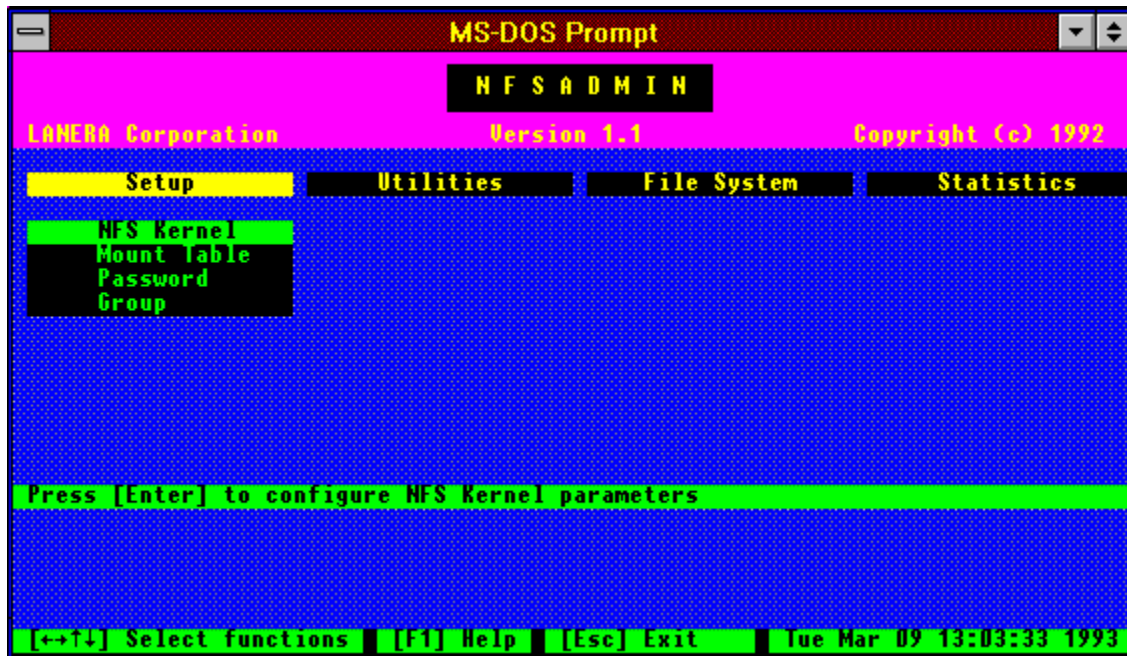 MS-DOS Prompt
N F S A D M I N
LANERA Corporation Version 1.1 Copyright (c) 1992
Setup Utilities File System Statistics
NFS Kernel
Mount Table
Password
Group
Press [Enter] to configure NFS Kernel parameters
[←→↑↓] Select functions [F1] Help [Esc] Exit Tue Mar 09 13:03:33 1993